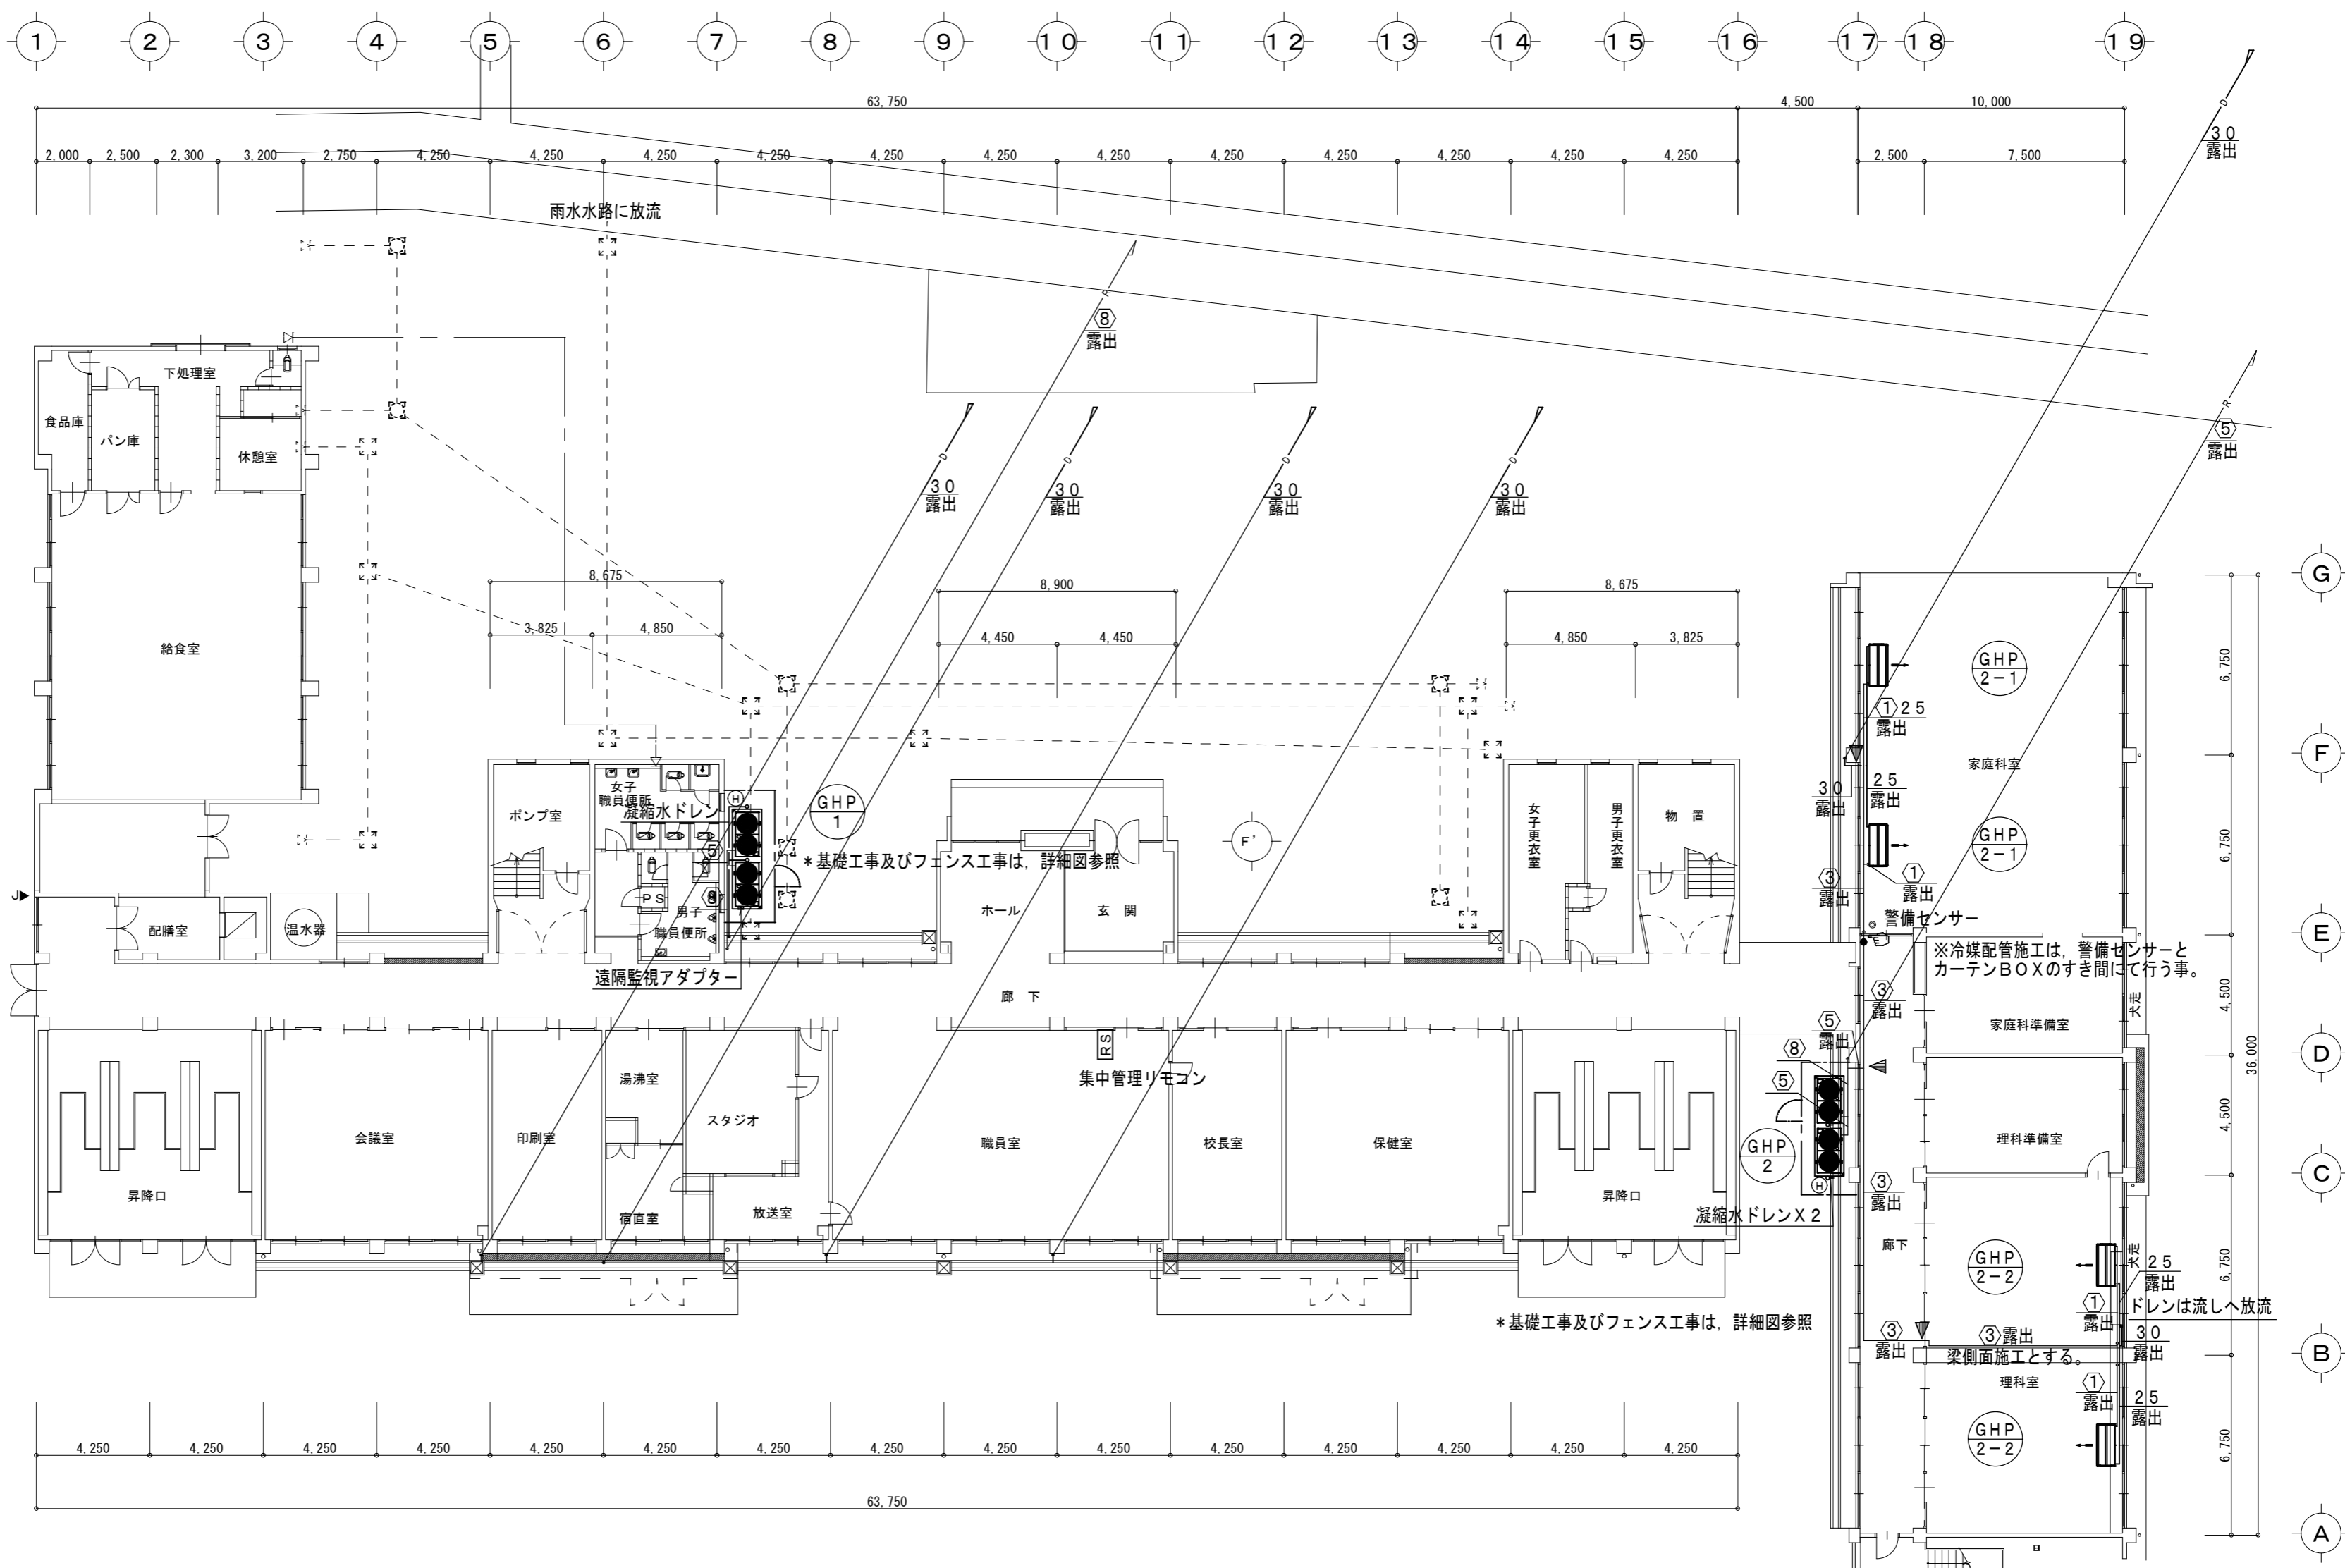 1 2 3 4 5 6 7 8 9 10 11 12 13 14 15 16 17 18 19
63,750 4,500 10,000
2,000 2,500 2,300 3,200 2,750 4,250 4,250 4,250 4,250 4,250 4,250 4,250 4,250 4,250 4,250 4,250 4,250 2,500 7,500
D
30
露出
雨水水路に放流
R
⑧
露出
R
⑤
露出
D
30
露出
D
30
露出
D
30
露出
D
30
露出
下処理室
食品庫
パン庫
休憩室
給食室
8,675
3,825 4,850
8,900
4,450 4,450
8,675
4,850 3,825
G
F
E
D
C
B
A
6,750
6,750
4,500
4,500
6,750
6,750
36,000
GHP
2-1
①25
露出
家庭科室
25
露出
30
露出
GHP
2-1
①
露出
③
露出
警備センサー
※冷媒配管施工は，警備センサーと
カーテンBOXのすき間にて行う事。
③
露出
犬走
家庭科準備室
ポンプ室
女子
職員便所
凝縮水ドレン
H
GHP
1
⑤
＊基礎工事及びフェンス工事は，詳細図参照
F'
PS
⑧
男子
職員便所
遠隔監視アダプター
ホール
玄 関
女子更衣室
男子更衣室
物 置
J
配膳室
温水器
廊 下
RS
集中管理リモコン
⑤
露出
⑧
⑤
GHP
2
H
凝縮水ドレンX2
理科準備室
③
露出
廊下
昇降口
会議室
印刷室
湯沸室
スタジオ
宿直室
放送室
職員室
校長室
保健室
昇降口
GHP
2-2
犬走
25
露出
①
露出
ドレンは流しへ放流
＊基礎工事及びフェンス工事は，詳細図参照
③
露出
③露出
梁側面施工とする。
30
露出
理科室
①
露出
25
露出
GHP
2-2
4,250 4,250 4,250 4,250 4,250 4,250 4,250 4,250 4,250 4,250 4,250 4,250 4,250 4,250 4,250
63,750